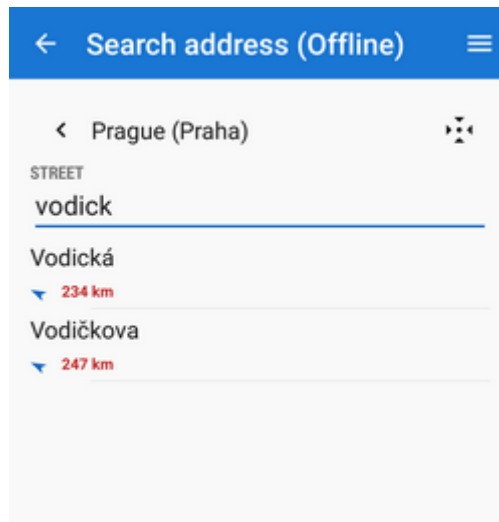 Search address (Offline)
Prague (Praha)
STREET
vodick
Vodická
234 km
Vodičkova
247 km